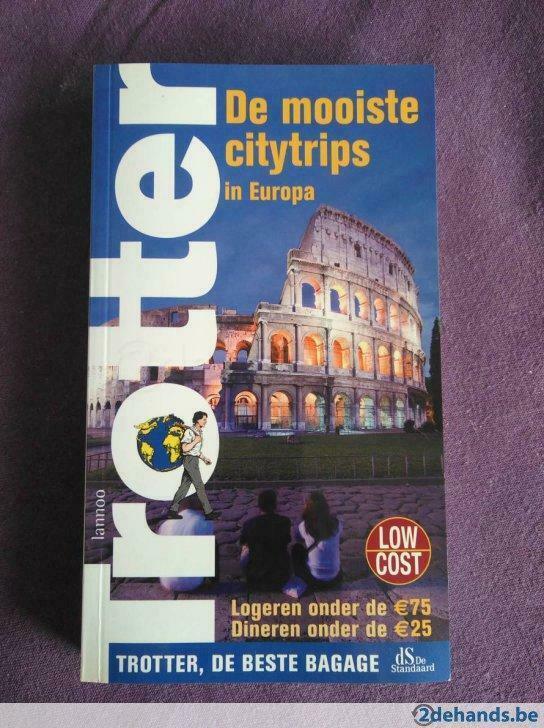 Trotter
De mooiste
citytrips
in Europa
lannoo
LOW
COST
Logeren onder de €75
Dineren onder de €25
TROTTER, DE BESTE BAGAGE
dS De
Standaard
2dehands.be